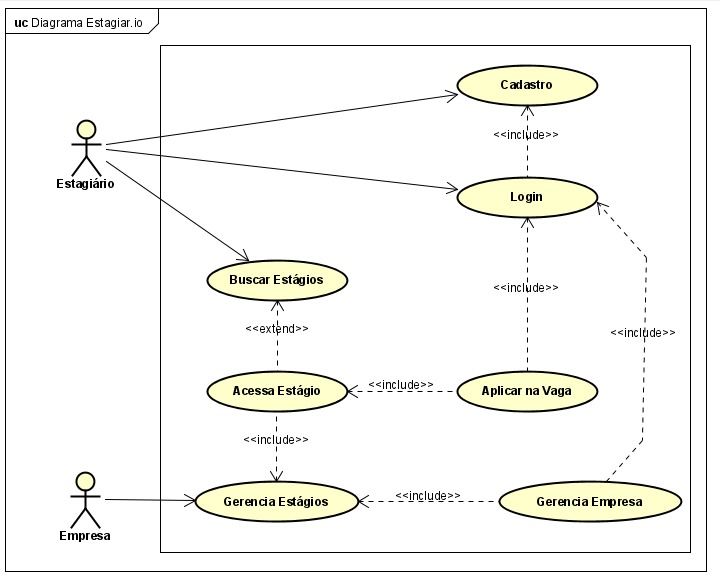 uc Diagrama Estagiar.io
Cadastro
<<include>>
Estagiário
Login
Buscar Estágios
<<include>>
<<extend>>
<<include>>
Acessa Estágio
<<include>>
Aplicar na Vaga
<<include>>
Gerencia Estágios
<<include>>
Gerencia Empresa
Empresa